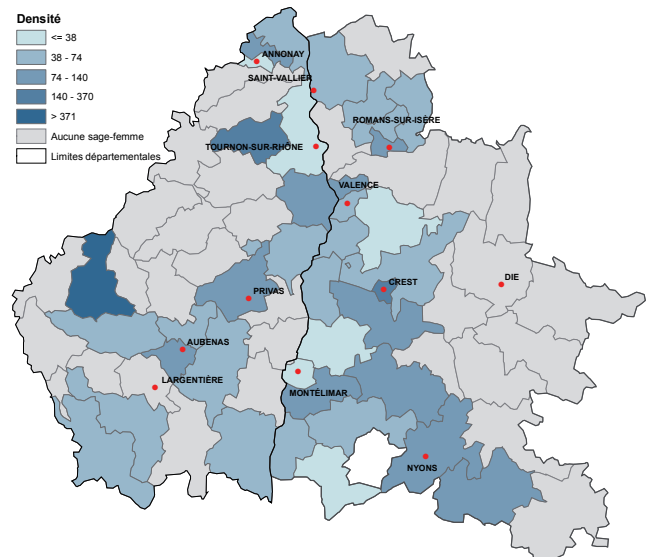 Densité
<= 38
38 - 74
74 - 140
140 - 370
> 371
Aucune sage-femme
Limites départementales
ANNONAY
SAINT-VALLIER
ROMANS-SUR-ISÈRE
TOURNON-SUR-RHÔNE
VALENCE
DIE
CREST
PRIVAS
AUBENAS
LARGENTIÈRE
MONTÉLIMAR
NYONS